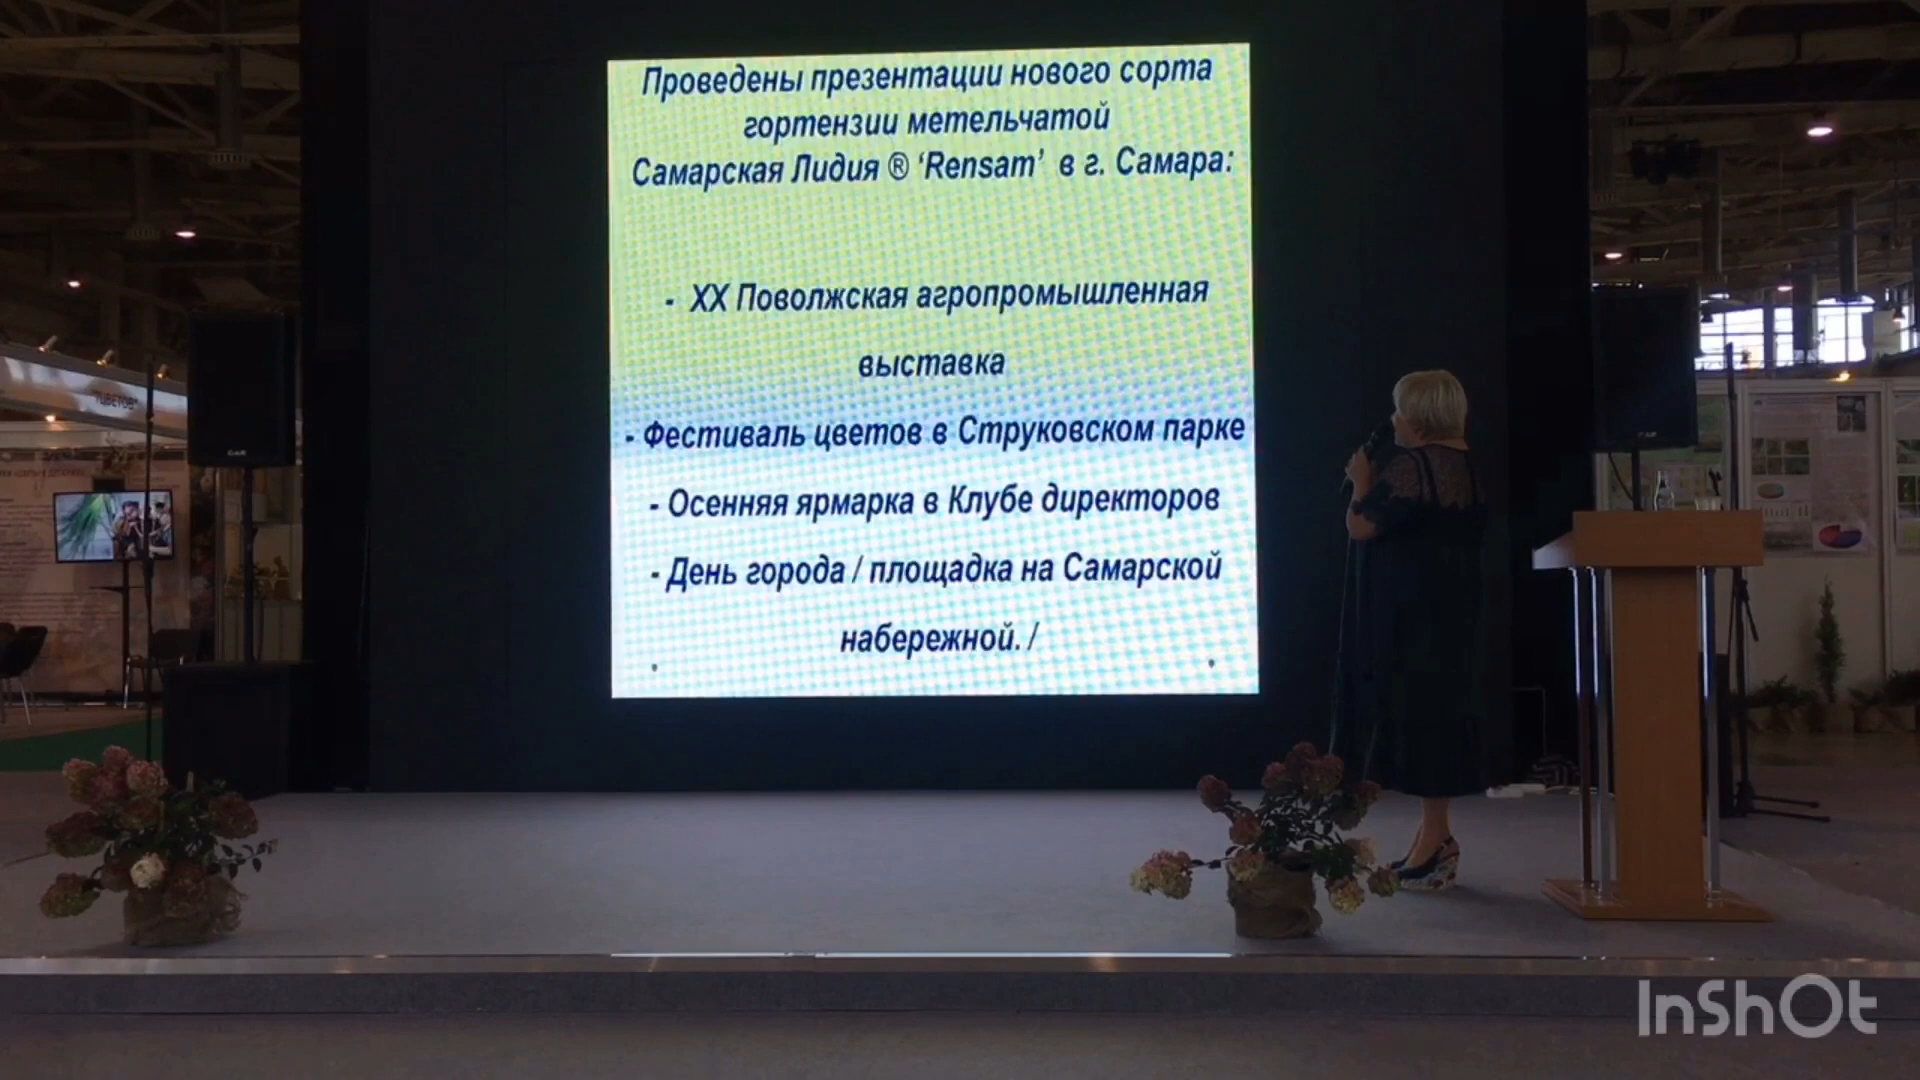 Проведены презентации нового сорта
гортензии метельчатой
Самарская Лидия ® ‘Rensam’ в г. Самара:
- XX Поволжская агропромышленная
выставка
- Фестиваль цветов в Струковском парке
- Осенняя ярмарка в Клубе директоров
- День города / площадка на Самарской
набережной. /
"ЦВЕТОВ"
InShOt